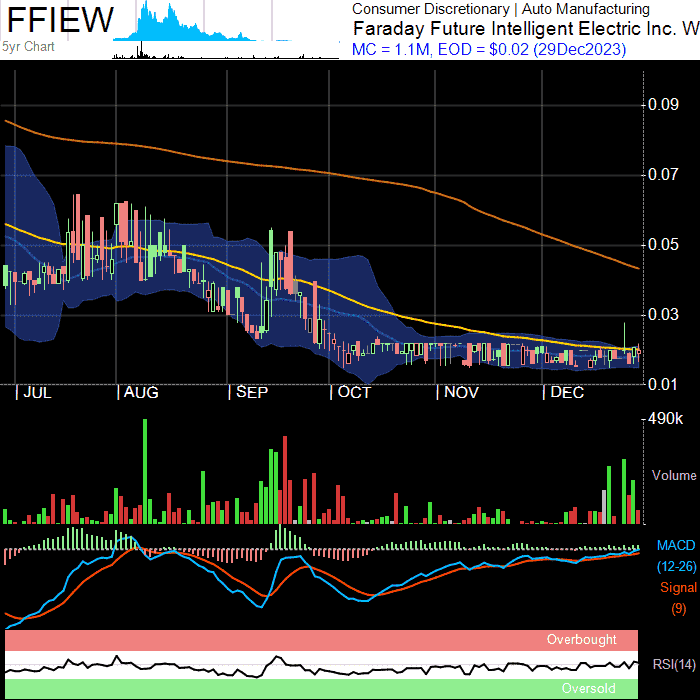 FFIEW
5yr Chart
Consumer Discretionary | Auto Manufacturing
Faraday Future Intelligent Electric Inc. W
MC = 1.1M, EOD = $0.02 (29Dec2023)
0.09
0.07
0.05
0.03
0.01
JUL AUG SEP OCT NOV DEC
490k
Volume
MACD
(12-26)
Signal
(9)
Overbought
RSI(14)
Oversold